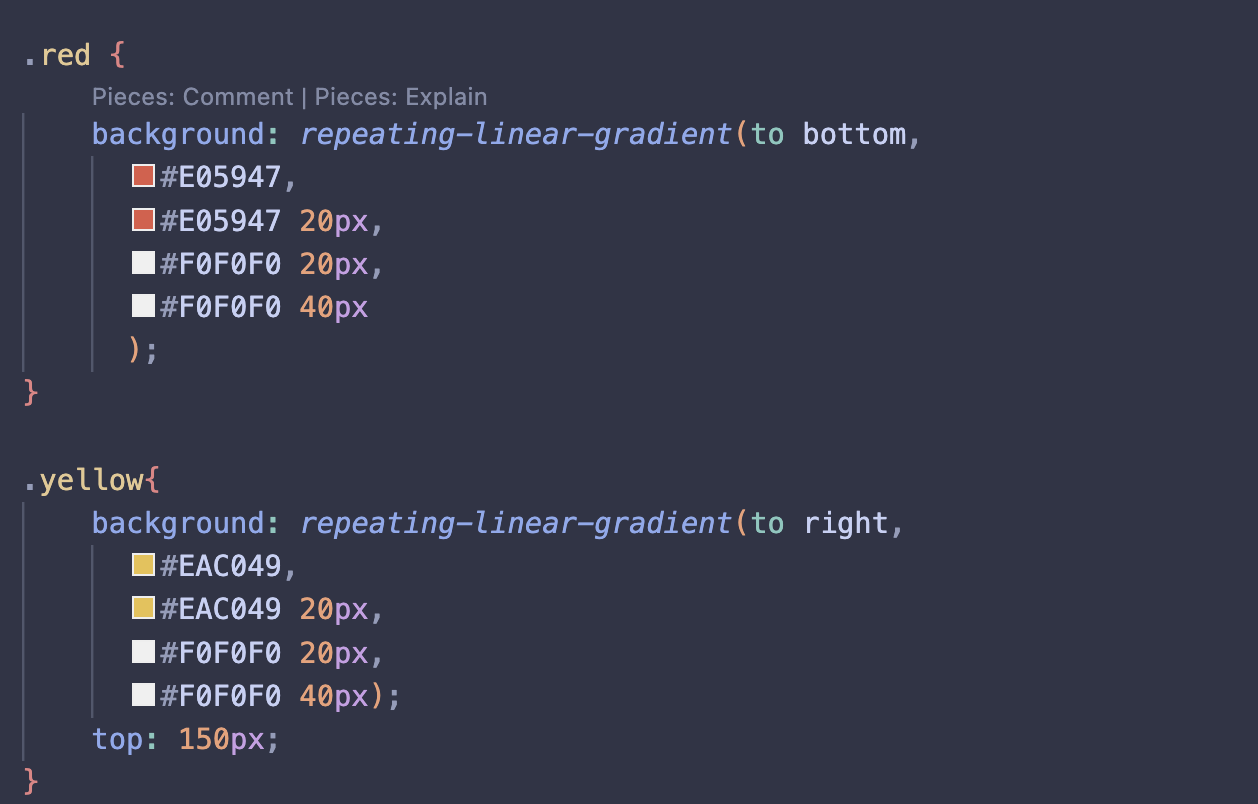 .red {
Pieces: Comment | Pieces: Explain
background: repeating-linear-gradient(to bottom,
#E05947,
#E05947 20px,
#F0F0F0 20px,
#F0F0F0 40px
);
}
.yellow{
background: repeating-linear-gradient(to right,
#EAC049,
#EAC049 20px,
#F0F0F0 20px,
#F0F0F0 40px);
top: 150px;
}